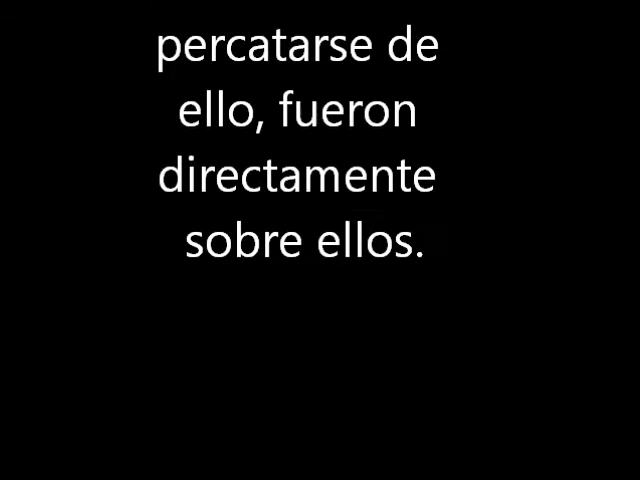 percatarse de
ello, fueron
directamente
sobre ellos.